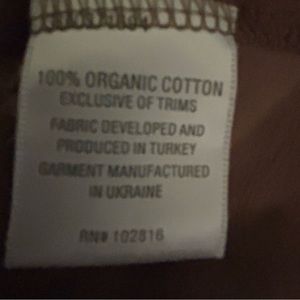 100% ORGANIC COTTON
EXCLUSIVE OF TRIMS
FABRIC DEVELOPED AND
PRODUCED IN TURKEY
GARMENT MANUFACTURED
IN UKRAINE
RN# 102816